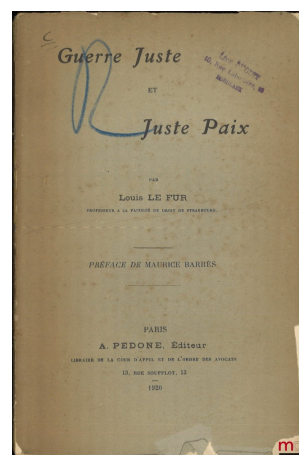 Guerre Juste
ET
Juste Paix
PAR
Louis LE FUR
PROFESSEUR A LA FACULTÉ DE DROIT DE STRASBOURG
PRÉFACE DE MAURICE BARRÈS.
PARIS
A. PEDONE, Éditeur
LIBRAIRE DE LA COUR D'APPEL ET DE L'ORDRE DES AVOCATS
13, RUE SOUFFLOT, 13
1920
m